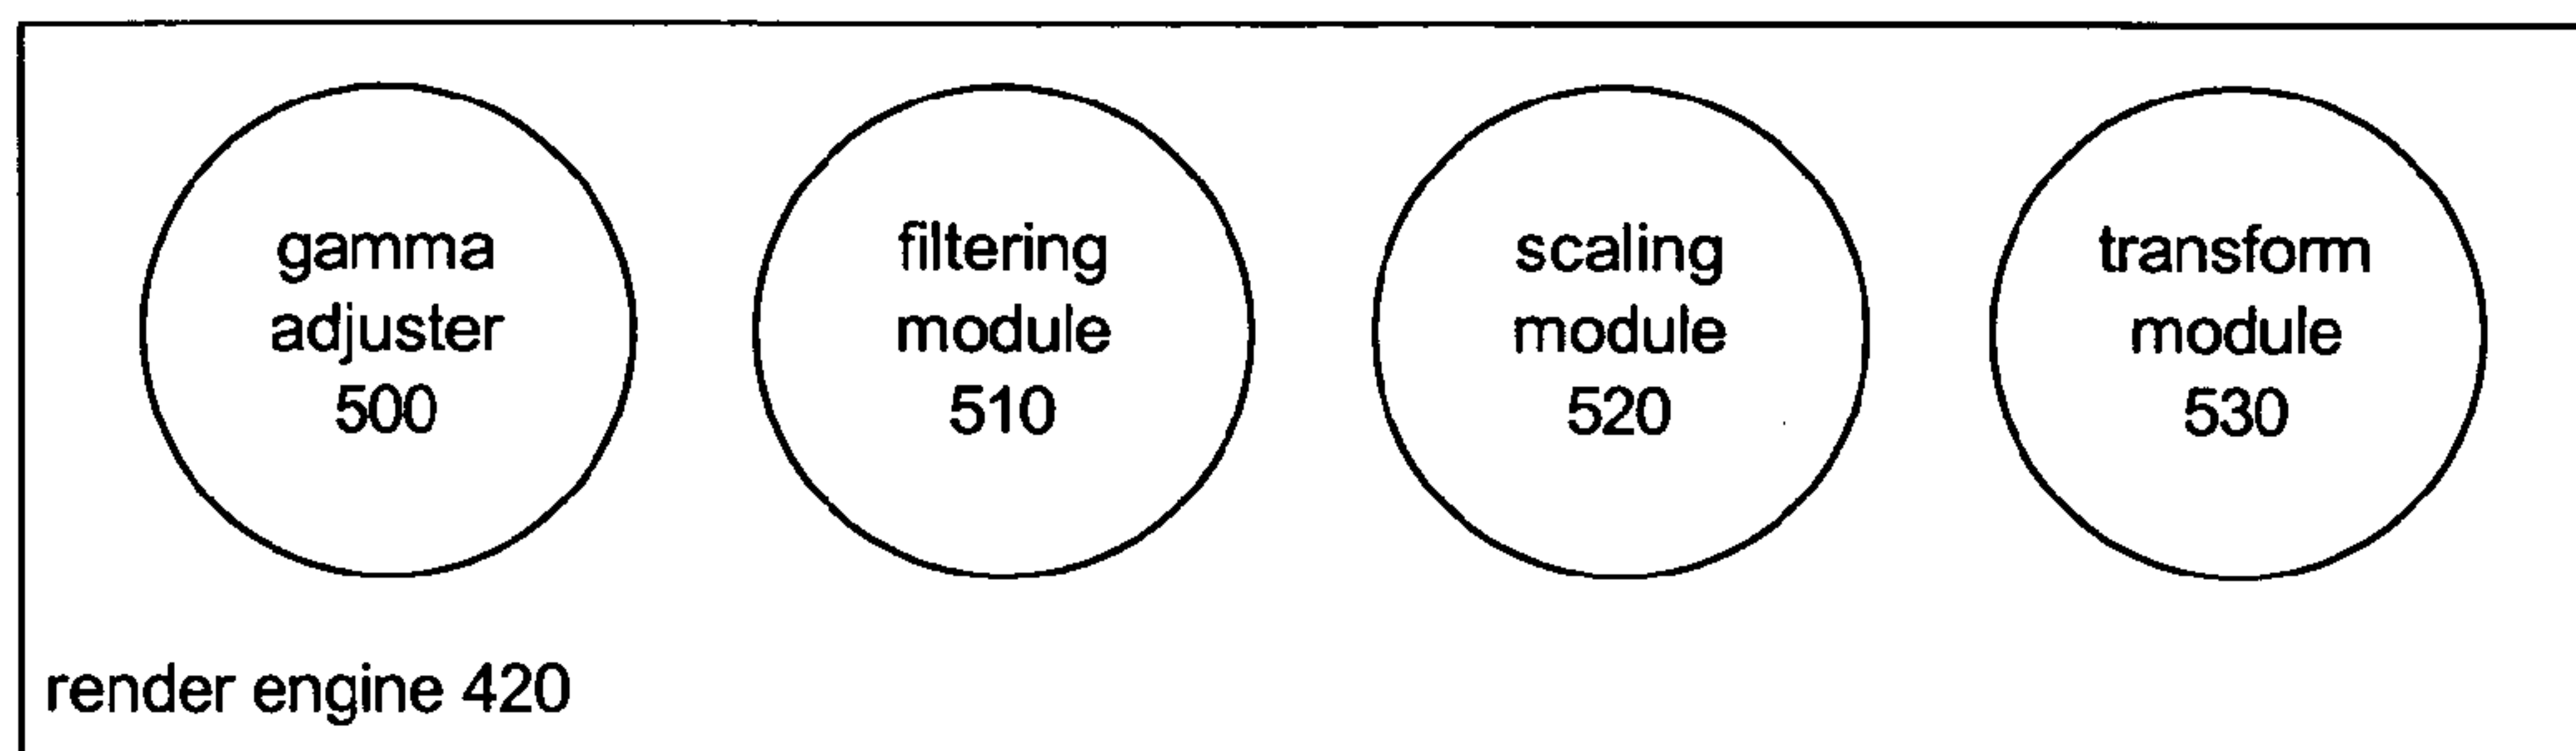 gamma
adjuster
500
filtering
module
510
scaling
module
520
transform
module
530
render engine 420